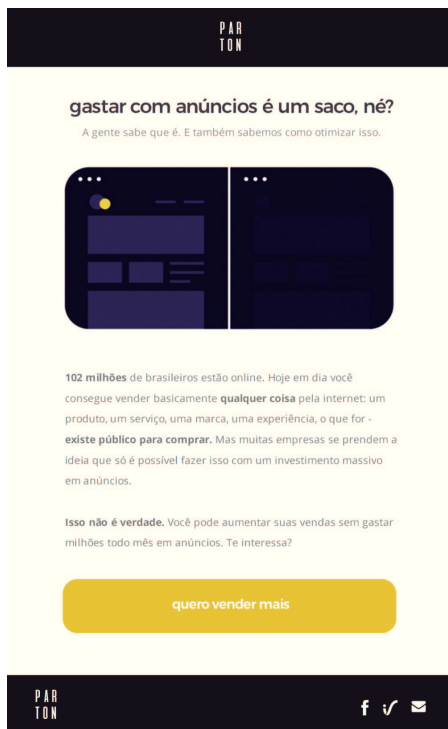 PAR
TON
gastar com anúncios é um saco, né?
A gente sabe que é. E também sabemos como otimizar isso.
102 milhões de brasileiros estão online. Hoje em dia você
consegue vender basicamente qualquer coisa pela internet: um
produto, um serviço, uma marca, uma experiência, o que for -
existe público para comprar. Mas muitas empresas se prendem a
ideia que só é possível fazer isso com um investimento massivo
em anúncios.
Isso não é verdade. Você pode aumentar suas vendas sem gastar
milhões todo mês em anúncios. Te interessa?
quero vender mais
PAR
TON